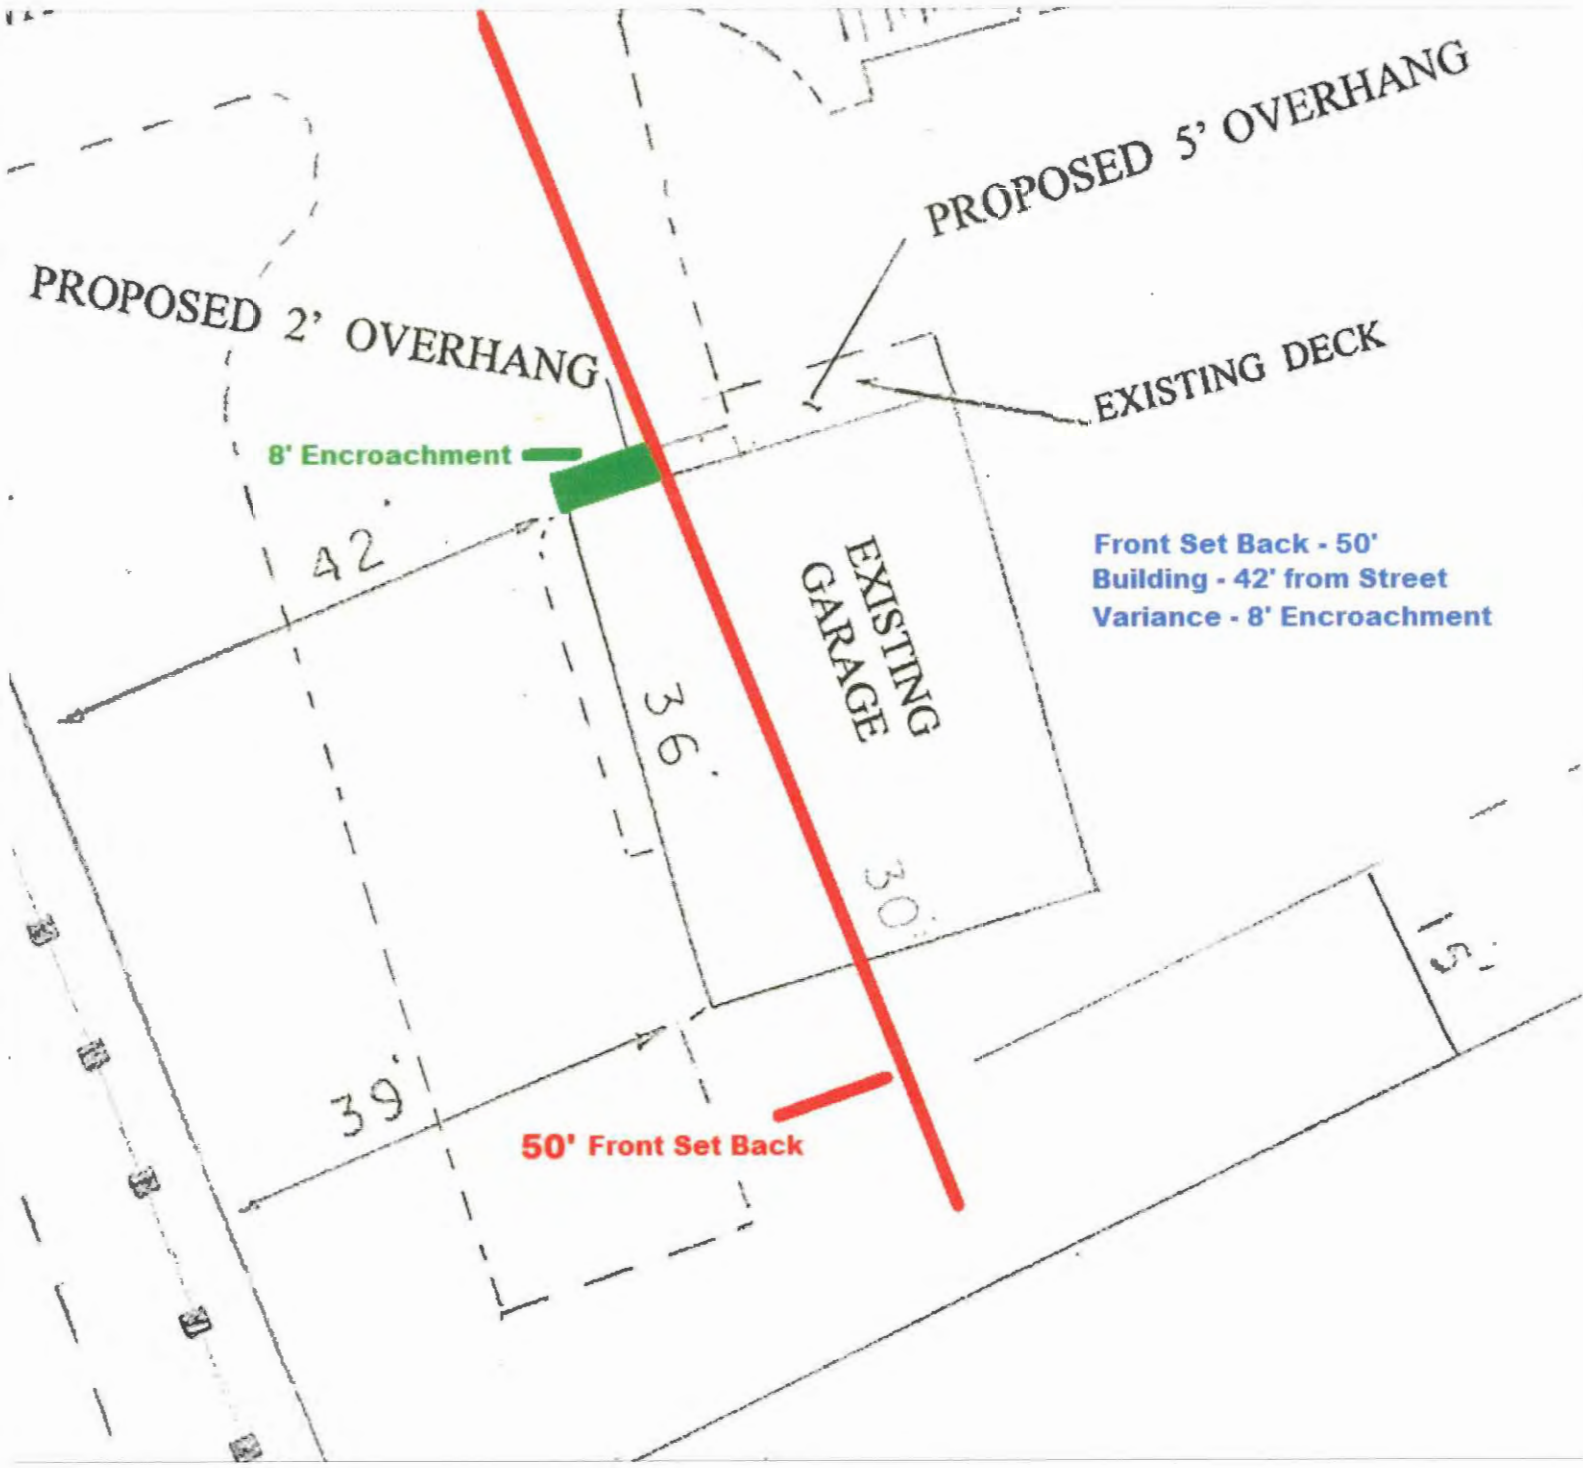 PROPOSED 5' OVERHANG
PROPOSED 2' OVERHANG
EXISTING DECK
8' Encroachment
42'
Front Set Back - 50'
Building - 42' from Street
Variance - 8' Encroachment
EXISTING
GARAGE
36'
30'
15'
39'
50' Front Set Back